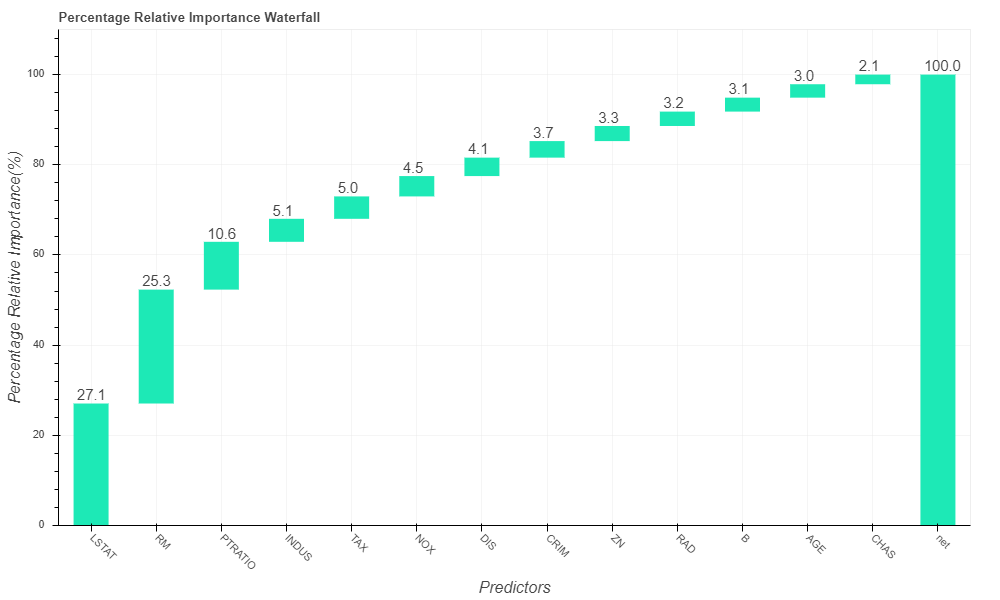 Percentage Relative Importance Waterfall
Percentage Relative Importance(%)
100
80
60
40
20
0
27.1
25.3
10.6
5.1
5.0
4.5
4.1
3.7
3.3
3.2
3.1
3.0
2.1
100.0
LSTAT
RM
PTRATIO
INDUS
TAX
NOX
DIS
CRIM
ZN
RAD
B
AGE
CHAS
net
Predictors